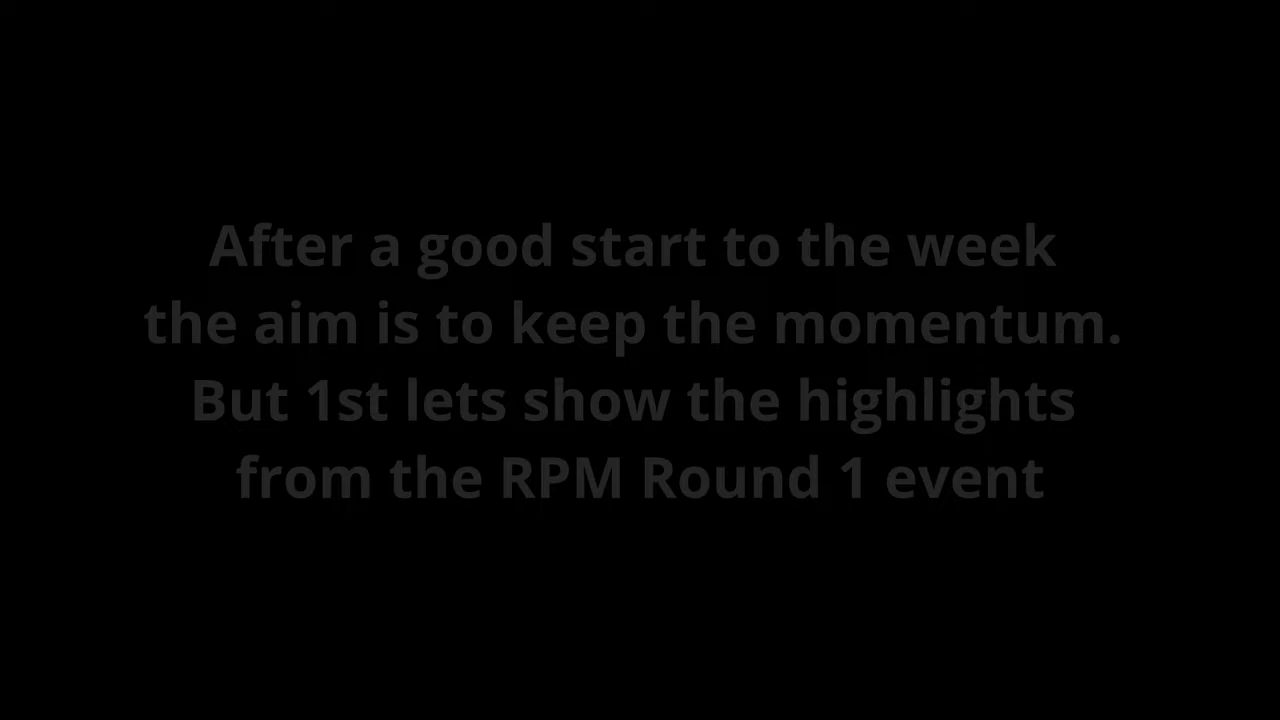 After a good start to the week
the aim is to keep the momentum.
But 1st lets show the highlights
from the RPM Round 1 event